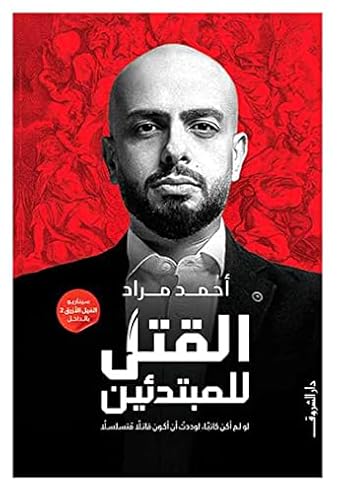 أحمد مراد
القتل
للمبتدئين
لو لم أكن كاتبًا، لوددتُ أن أكون قاتلًا متسلسلًا
سيناريو
الفيل الأزرق 2
بالداخل
دار الشروق